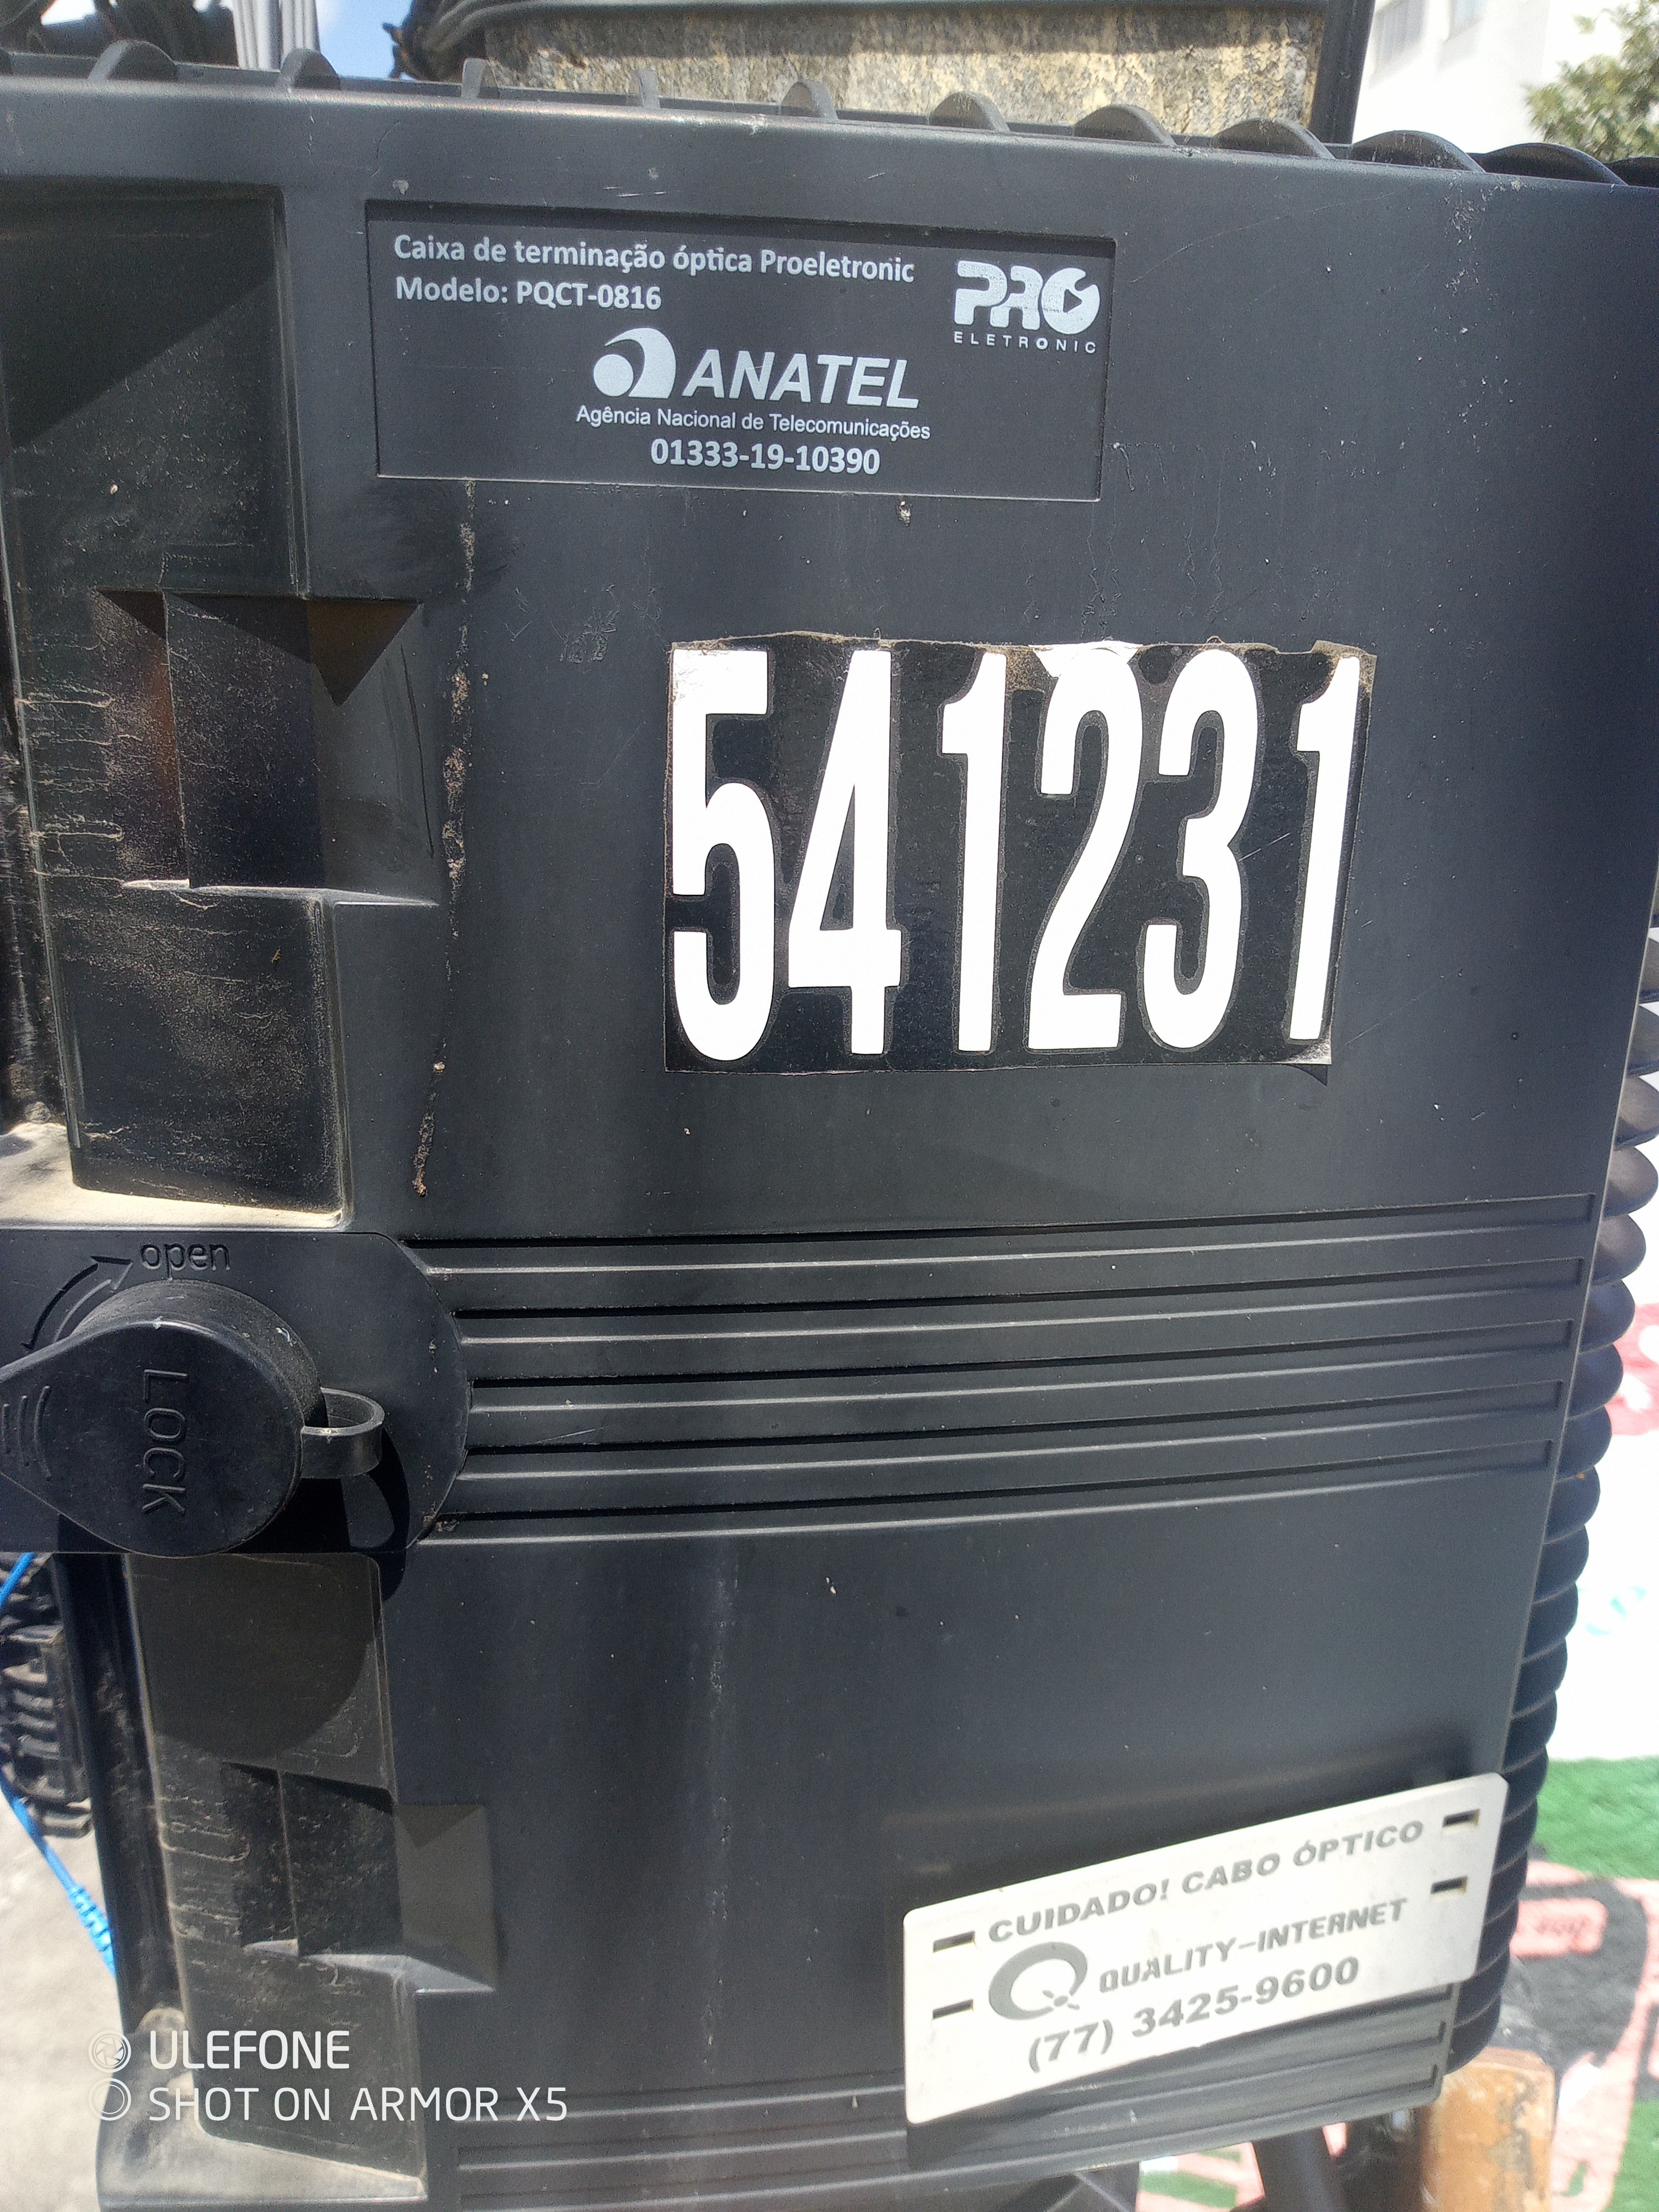 Caixa de terminação óptica Proeletronic
Modelo: PQCT-0816
PRO
ELETRONIC
ANATEL
Agência Nacional de Telecomunicações
01333-19-10390
541231
open
LOCK
CUIDADO! CABO ÓPTICO
QUALITY-INTERNET
(77) 3425-9600
ULEFONE
SHOT ON ARMOR X5